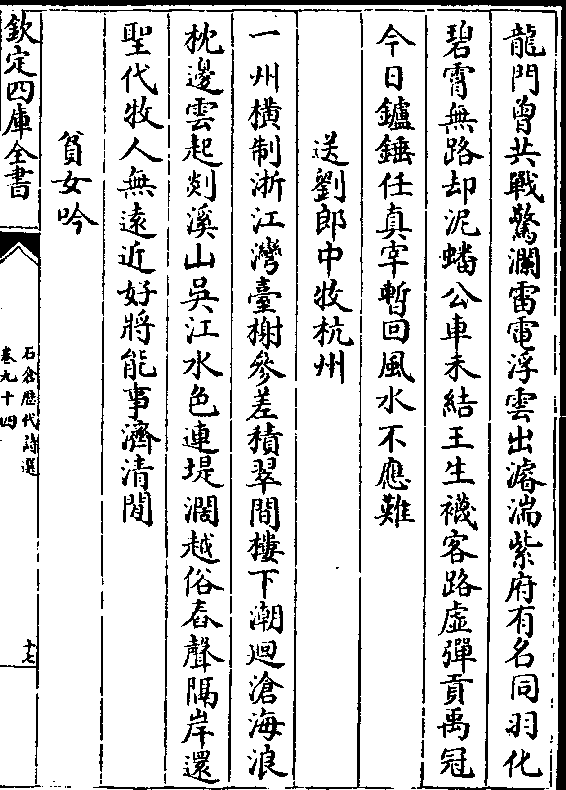 龍門曾共戰驚瀾雷電浮雲出濬湍紫府有名同羽化
碧霄無路却泥蟠公車未結王生襪客路虛彈貢禹冠
今日鑪錘任真宰暫回風水不應難
送劉郎中牧杭州
一州橫制浙江灣臺榭參差積翠間樓下潮迴滄海浪
枕邊雲起剡溪山吳江水色連堤濶越俗舂聲隔岸還
聖代牧人無遠近好將能事濟清閒
貧女吟
欽定四庫全書
石倉歷代詩選
卷九十四
十七